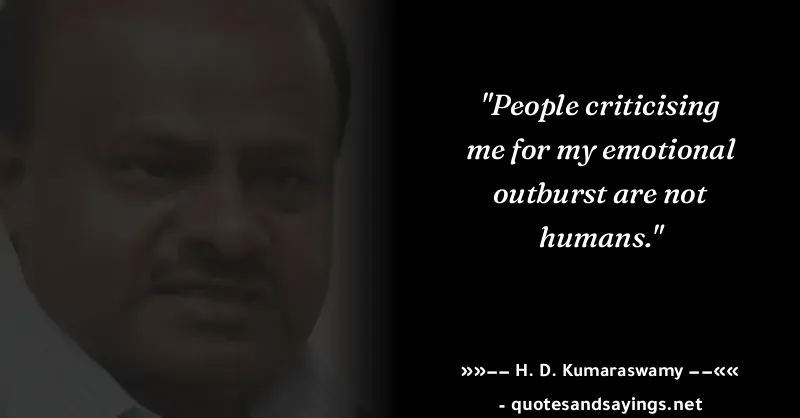 "People criticising
me for my emotional
outburst are not
humans."
»»–– H. D. Kumaraswamy ––««
- quotesandsayings.net